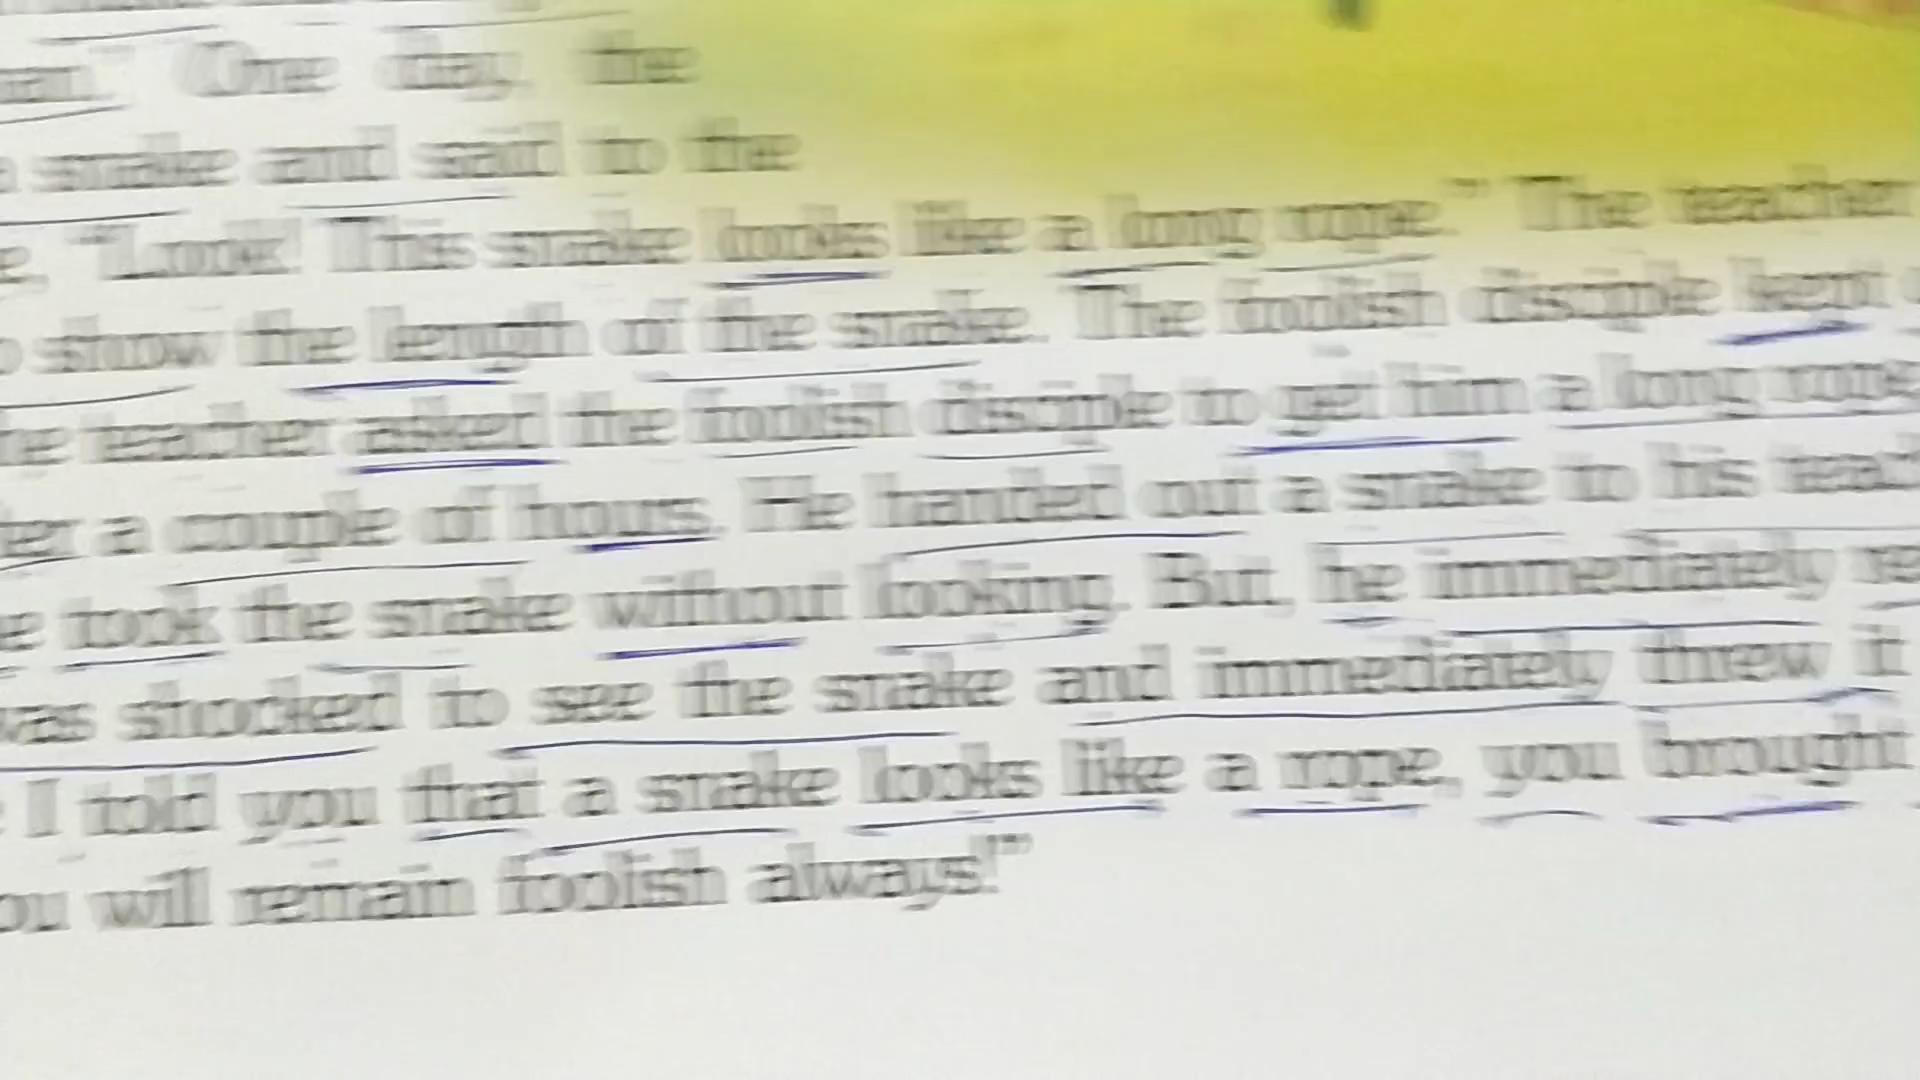 One day, the
snake and said to the
"Look! This snake looks like a long rope." The teacher
show the length of the snake. The foolish disciple kept
teacher asked the foolish disciple to get him a long rope
a couple of hours. He handed out a snake to his
took the snake without looking. But, he immediately
was shocked to see the snake and immediately threw it
I told you that a snake looks like a rope, you brought
will remain foolish always!"